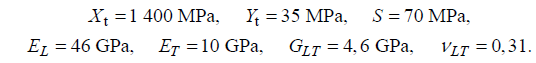 X_t = 1 400 MPa, Y_t = 35 MPa, S = 70 MPa,
E_L = 46 GPa, E_T = 10 GPa, G_LT = 4,6 GPa, ν_LT = 0,31.